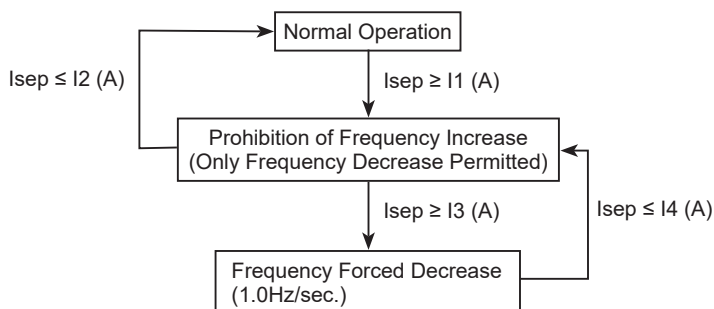 Normal Operation
Isep ≤ I2 (A)
Isep ≥ I1 (A)
Prohibition of Frequency Increase
(Only Frequency Decrease Permitted)
Isep ≥ I3 (A)
Isep ≤ I4 (A)
Frequency Forced Decrease
(1.0Hz/sec.)